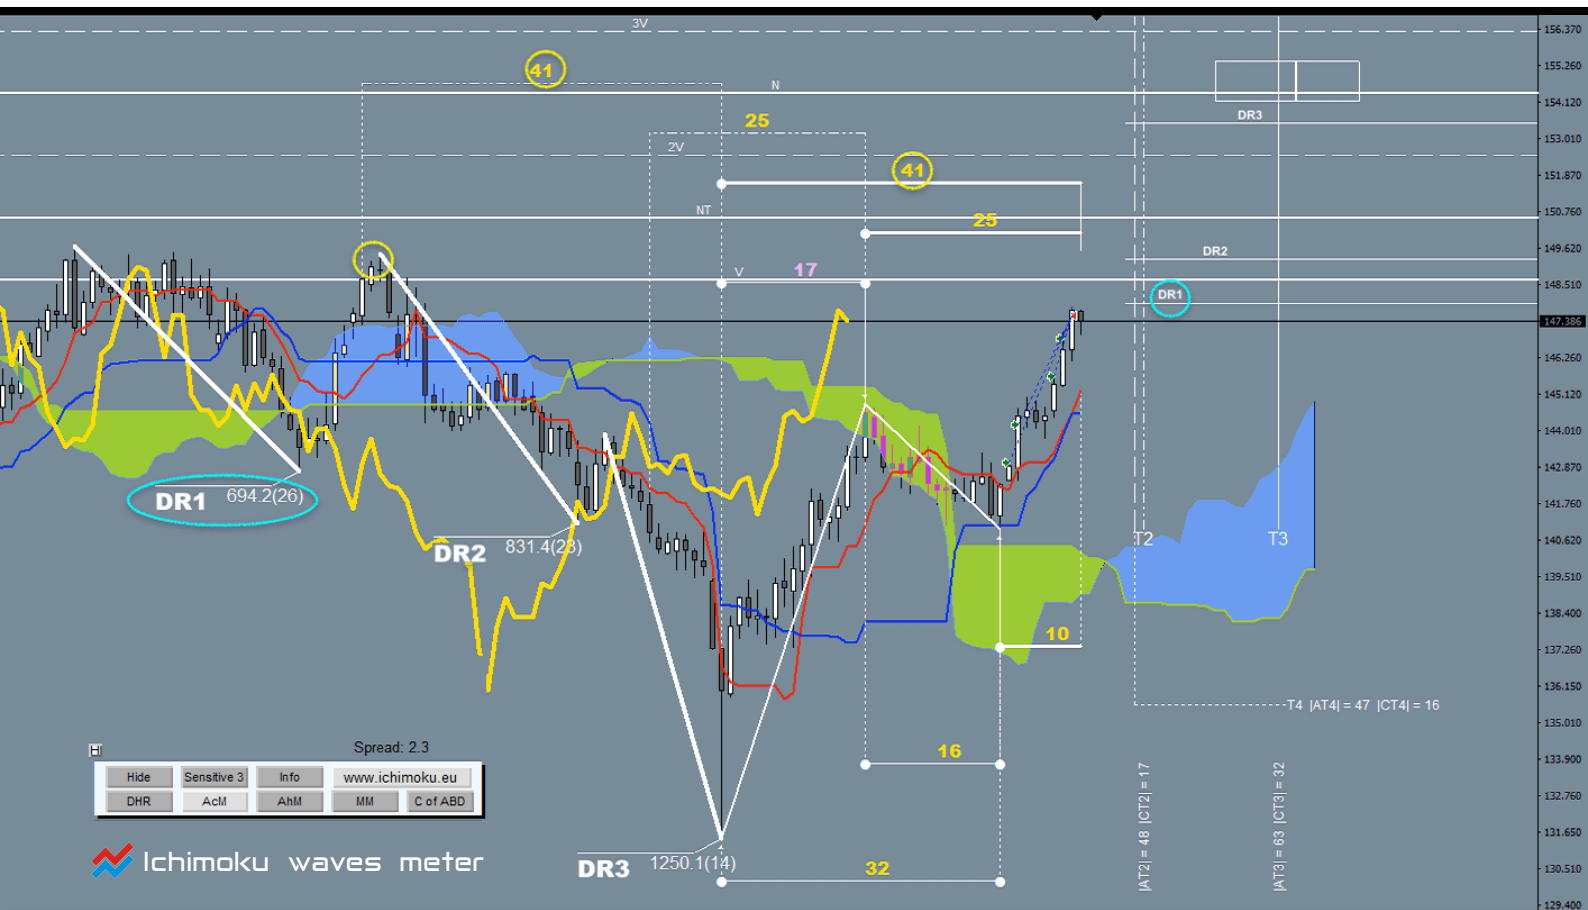 3V
156.370
41
155.260
N
154.120
DR3
25
153.010
2V
41
151.870
NT
150.760
25
149.620
DR2
V
17
148.510
DR1
147.386
146.260
145.120
144.010
142.870
DR1 694.2(26)
141.760
DR2 831.4(23)
T2
T3
140.620
139.510
138.400
10
137.260
136.150
T4 |AT4| = 47 |CT4| = 16
135.010
16
133.900
132.760
131.650
130.510
129.400
|AT2| = 48 |CT2| = 17
|AT3| = 63 |CT3| = 32
H
Spread: 2.3
Hide
Sensitive 3
Info
www.ichimoku.eu
DHR
AcM
AhM
MM
C of ABD
Ichimoku waves meter
DR3 1250.1(14)
32